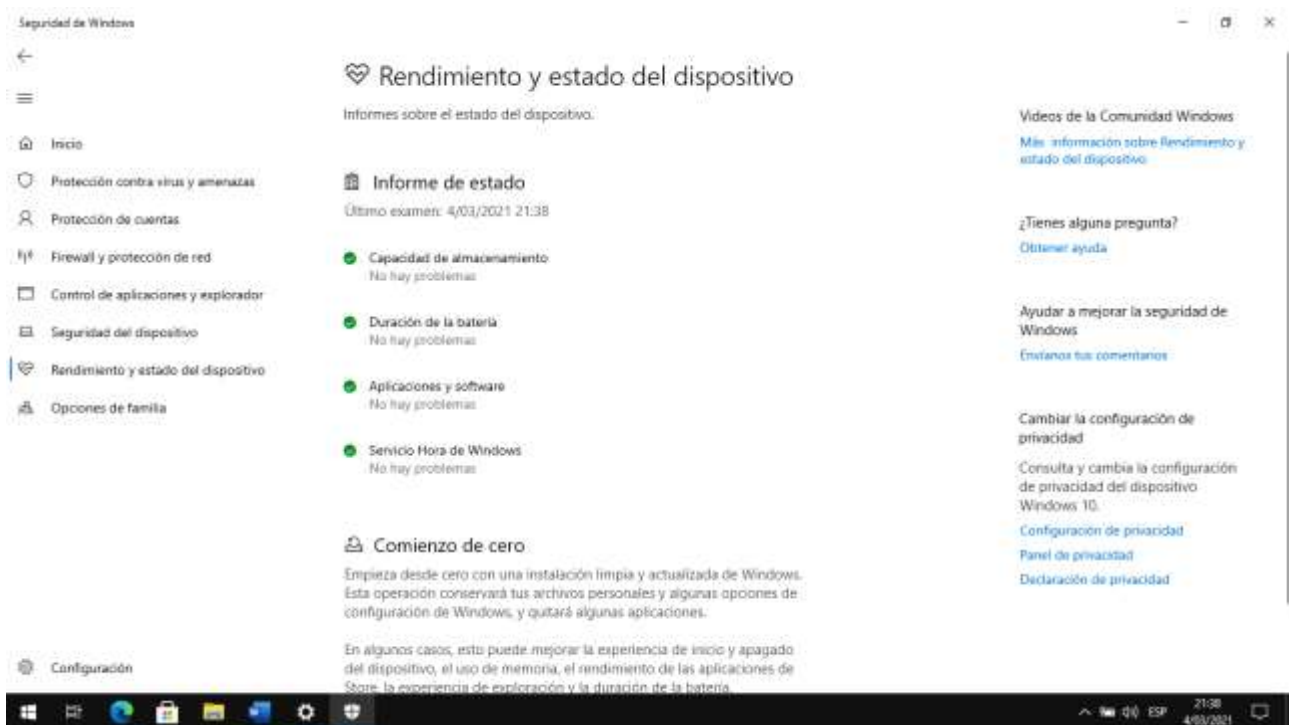 Seguridad de Windows
Inicio
Protección contra virus y amenazas
Protección de cuentas
Firewall y protección de red
Control de aplicaciones y explorador
Seguridad del dispositivo
Rendimiento y estado del dispositivo
Opciones de familia
Configuración
Rendimiento y estado del dispositivo
Informes sobre el estado del dispositivo.
Informe de estado
Último examen: 4/03/2021 21:38
Capacidad de almacenamiento
No hay problemas
Duración de la batería
No hay problemas
Aplicaciones y software
No hay problemas
Servicio Hora de Windows
No hay problemas
Comienzo de cero
Empieza desde cero con una instalación limpia y actualizada de Windows.
Esta operación conservará tus archivos personales y algunas opciones de
configuración de Windows, y quitará algunas aplicaciones.
En algunos casos, esto puede mejorar la experiencia de inicio y apagado
del dispositivo, el uso de memoria, el rendimiento de las aplicaciones de
Store, la experiencia de exploración y la duración de la batería.
Videos de la Comunidad Windows
Más información sobre Rendimiento y
estado del dispositivo
¿Tienes alguna pregunta?
Obtener ayuda
Ayudar a mejorar la seguridad de
Windows
Envíanos tus comentarios
Cambiar la configuración de
privacidad
Consulta y cambia la configuración
de privacidad del dispositivo
Windows 10.
Configuración de privacidad
Panel de privacidad
Declaración de privacidad
ESP
21:38
4/03/2021